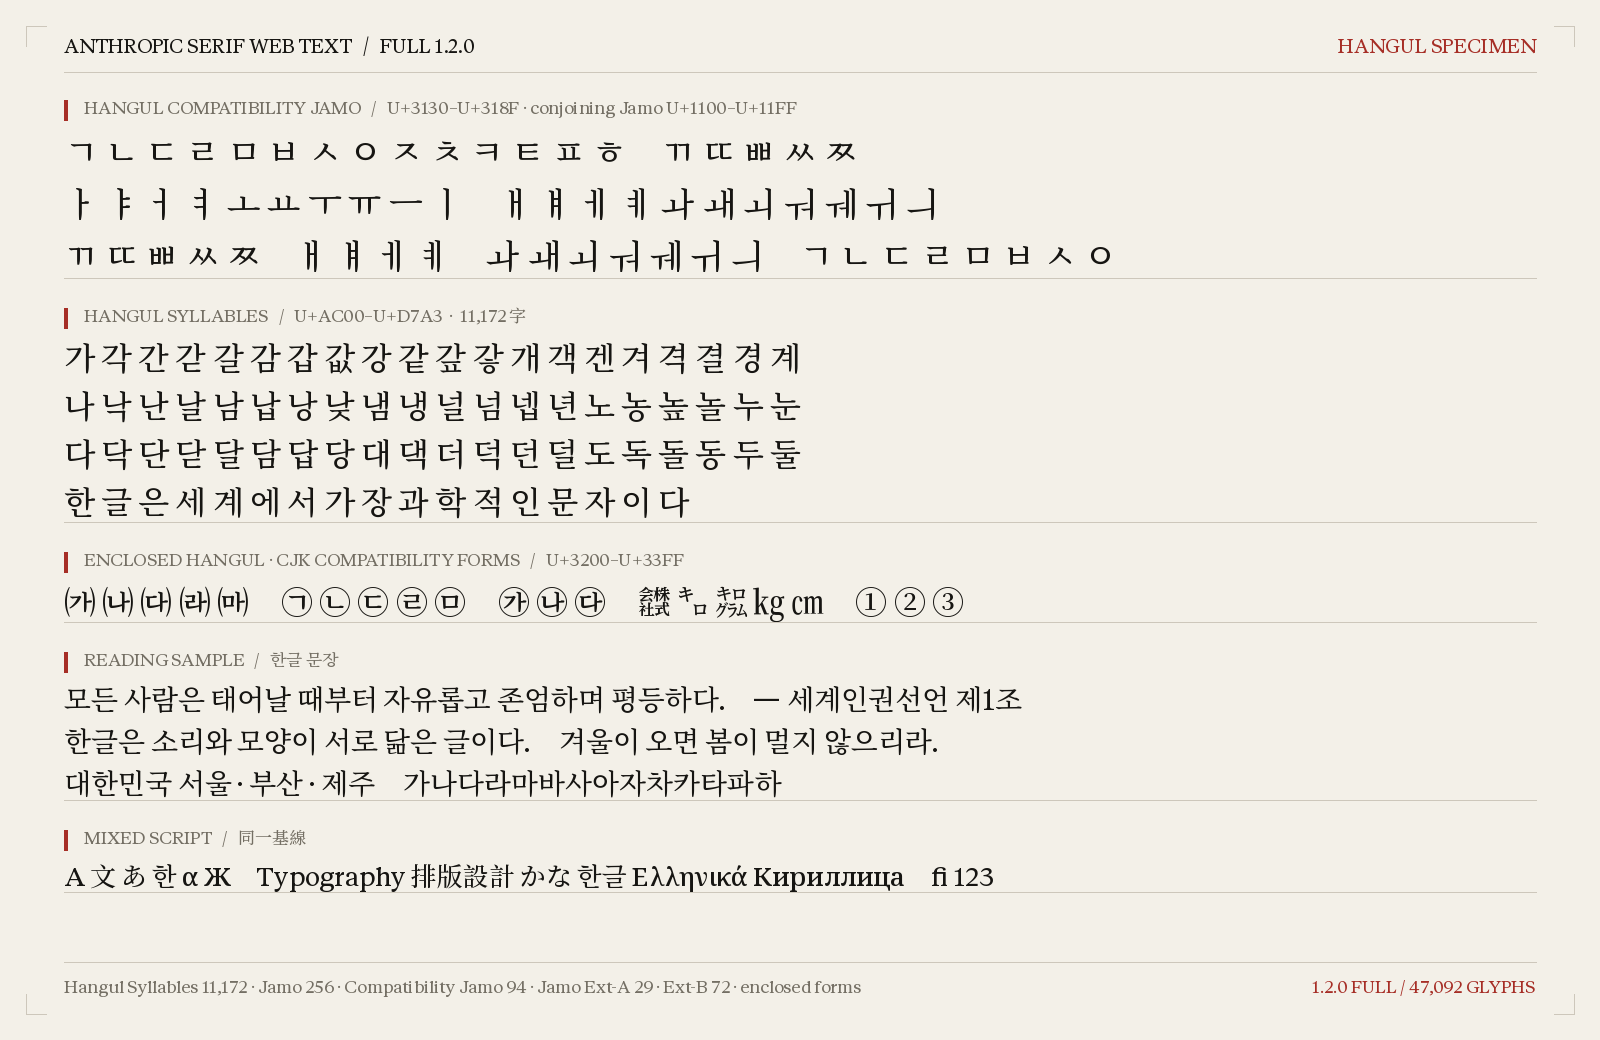 ANTHROPIC SERIF WEB TEXT / FULL 1.2.0
HANGUL SPECIMEN
HANGUL COMPATIBILITY JAMO / U+3130–U+318F · conjoining Jamo U+1100–U+11FF
ㄱ ㄴ ㄷ ㄹ ㅁ ㅂ ㅅ ㅇ ㅈ ㅊ ㅋ ㅌ ㅍ ㅎ ㄲ ㄸ ㅃ ㅆ ㅉ
ㅏ ㅑ ㅓ ㅕ ㅗ ㅛ ㅜ ㅠ ㅡ ㅣ ㅐ ㅒ ㅔ ㅖ ㅘ ㅙ ㅚ ㅝ ㅞ ㅟ ㅢ
ㄲ ㄸ ㅃ ㅆ ㅉ ㅐ ㅒ ㅔ ㅖ ㅘ ㅙ ㅚ ㅝ ㅞ ㅟ ㅢ ㄱ ㄴ ㄷ ㄹ ㅁ ㅂ ㅅ ㅇ
HANGUL SYLLABLES / U+AC00–U+D7A3 · 11,172 字
가 각 간 갇 갈 감 갑 값 강 같 갚 갛 개 객 겐 겨 격 결 경 계
나 낙 난 날 남 납 낭 낮 냄 냉 널 넘 넵 년 노 농 높 놀 누 눈
다 닥 단 닫 달 담 답 당 대 댁 더 덕 던 덜 도 독 돌 동 두 둘
한 글 은 세 계 에 서 가 장 과 학 적 인 문 자 이 다
ENCLOSED HANGUL · CJK COMPATIBILITY FORMS / U+3200–U+33FF
㈎ ㈏ ㈐ ㈑ ㈒ ㉠ ㉡ ㉢ ㉣ ㉤ ㉮ ㉯ ㉰ ㍿ ㌔ ㌕ ㎏ ㎝ ① ② ③
READING SAMPLE / 한글 문장
모든 사람은 태어날 때부터 자유롭고 존엄하며 평등하다. — 세계인권선언 제1조
한글은 소리와 모양이 서로 닮은 글이다. 겨울이 오면 봄이 멀지 않으리라.
대한민국 서울 · 부산 · 제주 가나다라마바사아자차카타파하
MIXED SCRIPT / 同一基線
A 文 あ 한 α Ж Typography 排版設計 かな 한글 Ελληνικά Кириллица fi 123
Hangul Syllables 11,172 · Jamo 256 · Compatibility Jamo 94 · Jamo Ext-A 29 · Ext-B 72 · enclosed forms
1.2.0 FULL / 47,092 GLYPHS